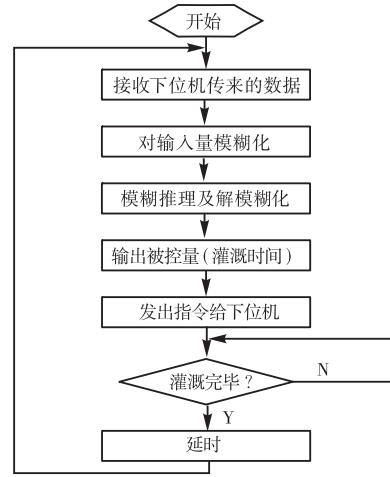 开始
接收下位机传来的数据
对输入量模糊化
模糊推理及解模糊化
输出被控量(灌溉时间)
发出指令给下位机
灌溉完毕?
N
Y
延时